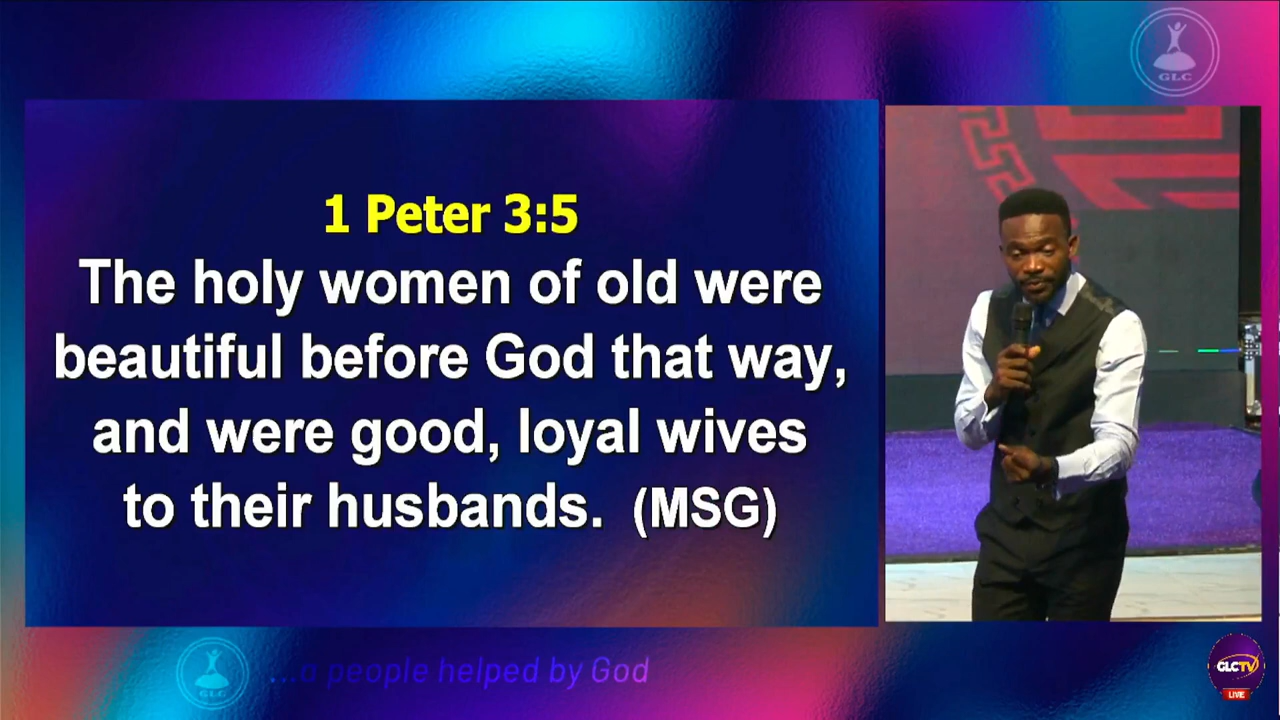 GLC
1 Peter 3:5
The holy women of old were
beautiful before God that way,
and were good, loyal wives
to their husbands. (MSG)
GLC
...a people helped by God
GLCTV
LIVE